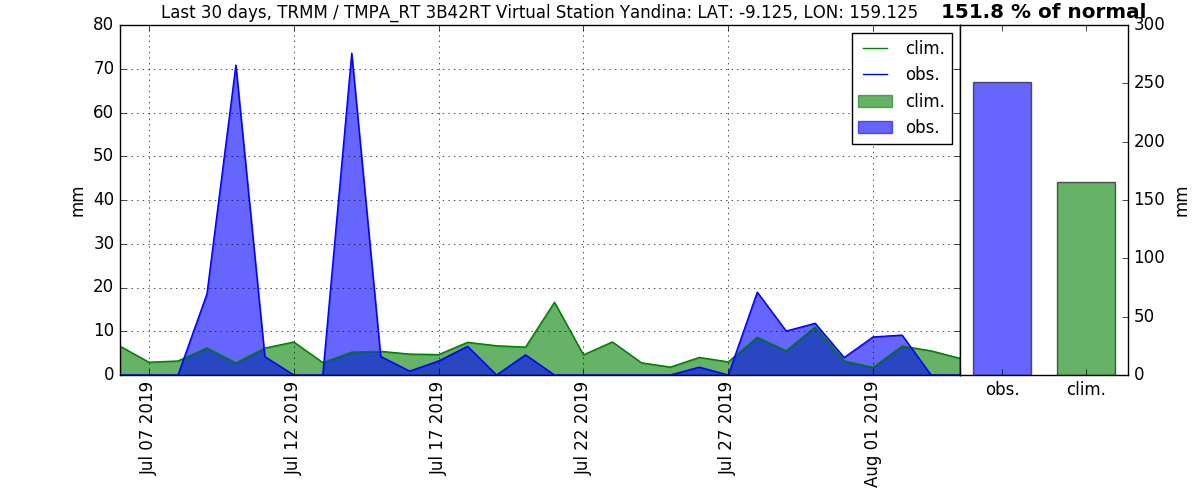 Last 30 days, TRMM / TMPA_RT 3B42RT Virtual Station Yandina: LAT: -9.125, LON: 159.125
151.8 % of normal
80
70
60
50
40
30
20
10
0
mm
clim.
obs.
clim.
obs.
Jul 07 2019
Jul 12 2019
Jul 17 2019
Jul 22 2019
Jul 27 2019
Aug 01 2019
300
250
200
150
100
50
0
mm
obs.
clim.